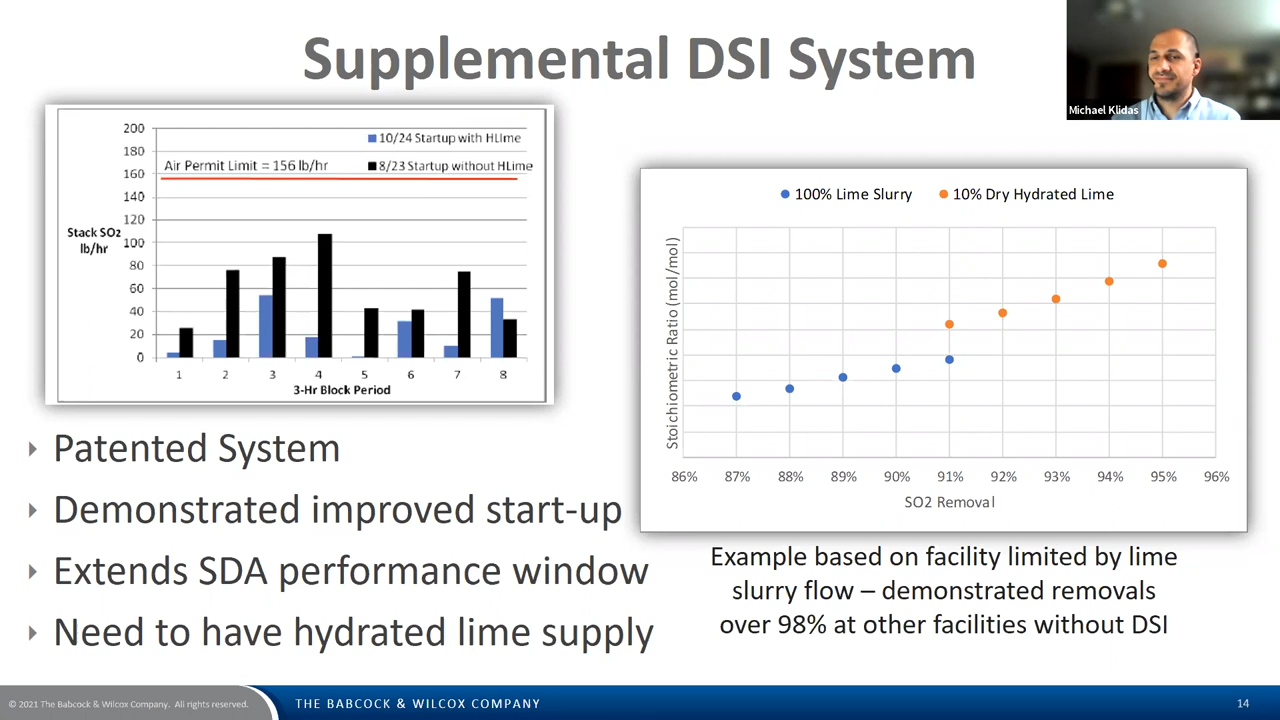 Supplemental DSI System
Michael Klidas
200
180
160
140
120
100
80
60
40
20
0
10/24 Startup with HLIme
8/23 Startup without HLime
Air Permit Limit = 156 lb/hr
Stack SO₂
lb/hr
1 2 3 4 5 6 7 8
3-Hr Block Period
100% Lime Slurry 10% Dry Hydrated Lime
Stoichiometric Ratio (mol/mol)
86% 87% 88% 89% 90% 91% 92% 93% 94% 95% 96%
SO2 Removal
Patented System
Demonstrated improved start-up
Extends SDA performance window
Need to have hydrated lime supply
Example based on facility limited by lime
slurry flow – demonstrated removals
over 98% at other facilities without DSI
© 2021 The Babcock & Wilcox Company. All rights reserved.
THE BABCOCK & WILCOX COMPANY
14